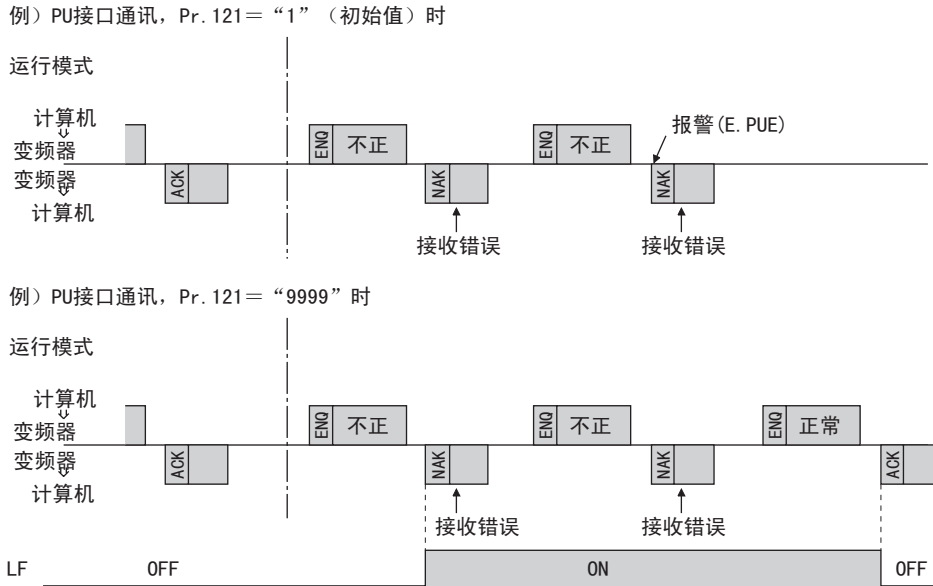 例）PU接口通讯，Pr.121＝“1”（初始值）时
运行模式
计算机
变频器
变频器
计算机
ACK
ENQ 不正
NAK
接收错误
ENQ 不正
报警(E.PUE)
NAK
接收错误
例）PU接口通讯，Pr.121＝“9999”时
运行模式
计算机
变频器
变频器
计算机
ACK
ENQ 不正
NAK
接收错误
ENQ 不正
NAK
接收错误
ENQ 正常
ACK
LF OFF ON OFF